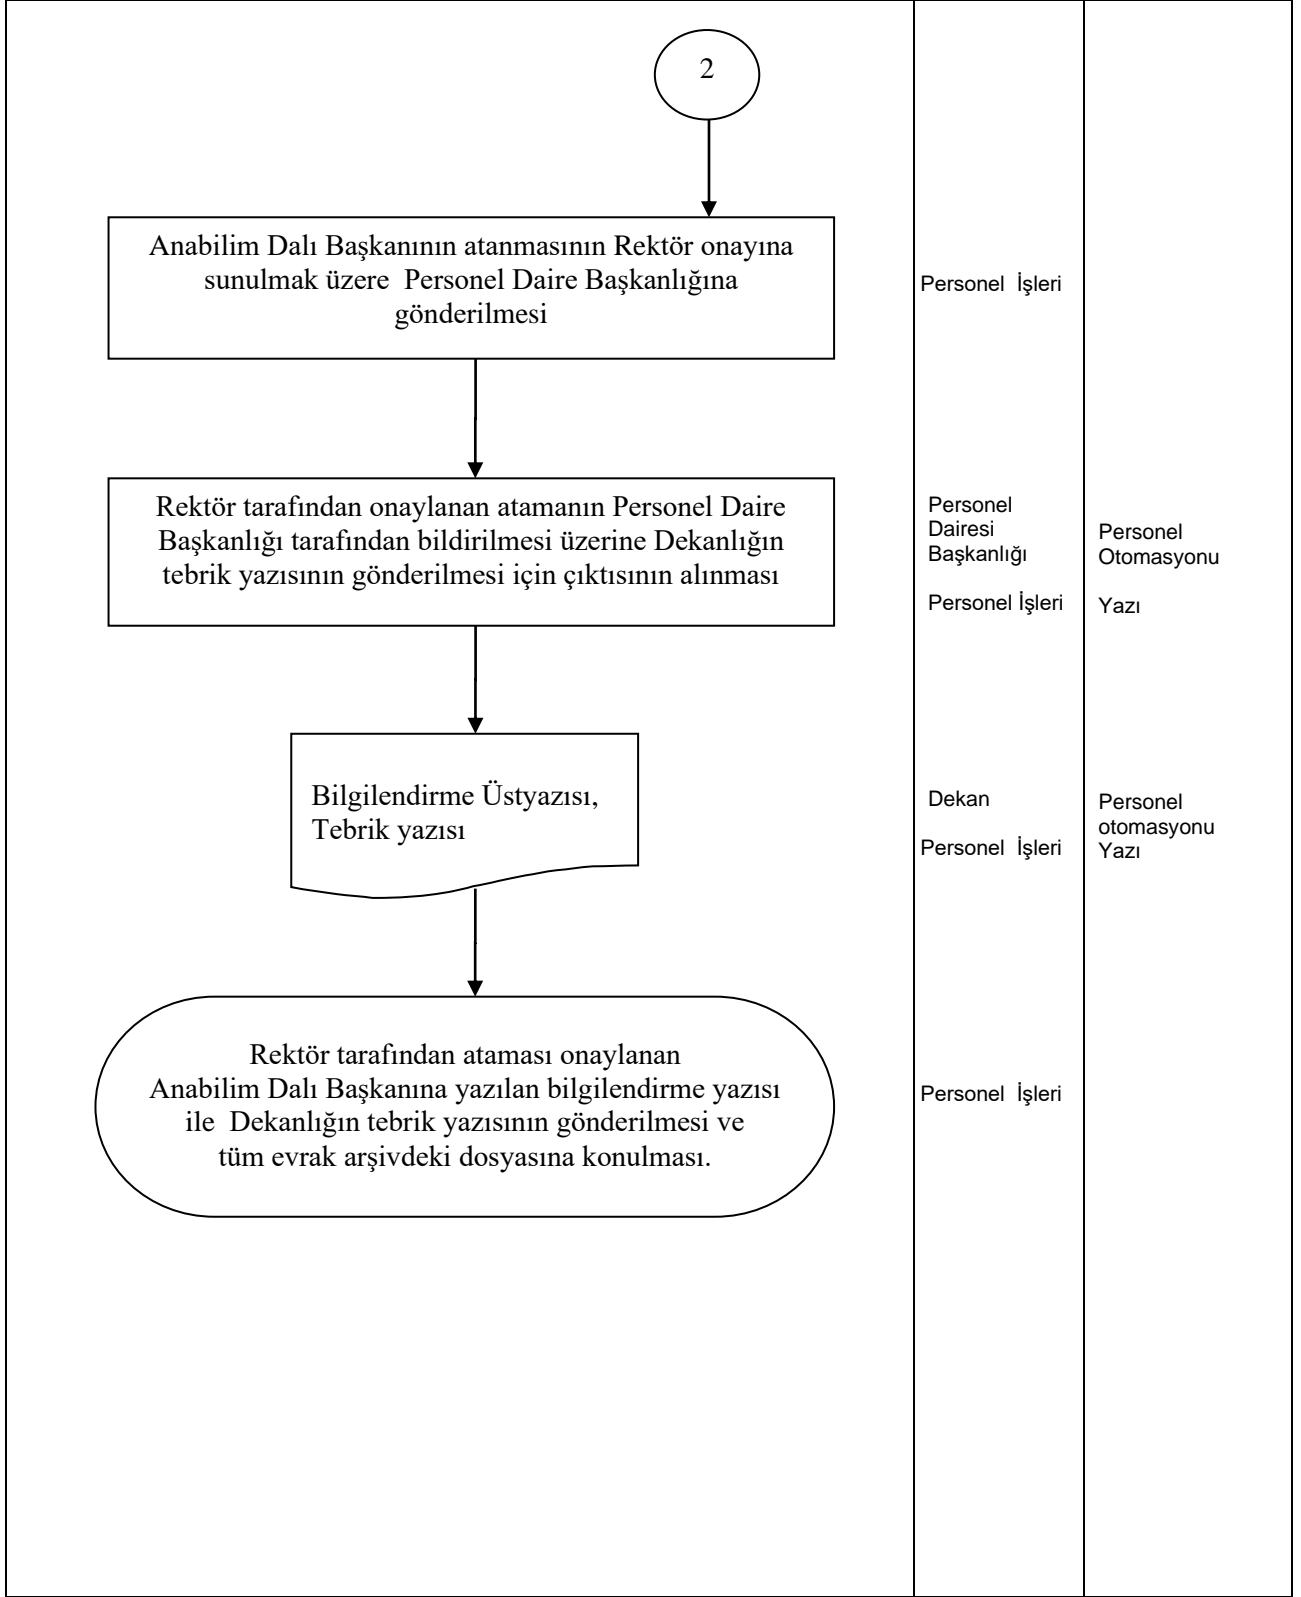 2
Anabilim Dalı Başkanının atanmasının Rektör onayına
sunulmak üzere  Personel Daire Başkanlığına
gönderilmesi
Personel  İşleri
Rektör tarafından onaylanan atamanın Personel Daire
Başkanlığı tarafından bildirilmesi üzerine Dekanlığın
tebrik yazısının gönderilmesi için çıktısının alınması
Personel
Dairesi
Başkanlığı
Personel İşleri
Personel
Otomasyonu
Yazı
Bilgilendirme Üstyazısı,
Tebrik yazısı
Dekan
Personel  İşleri
Personel
otomasyonu
Yazı
Rektör tarafından ataması onaylanan
Anabilim Dalı Başkanına yazılan bilgilendirme yazısı
ile  Dekanlığın tebrik yazısının gönderilmesi ve
tüm evrak arşivdeki dosyasına konulması.
Personel  İşleri